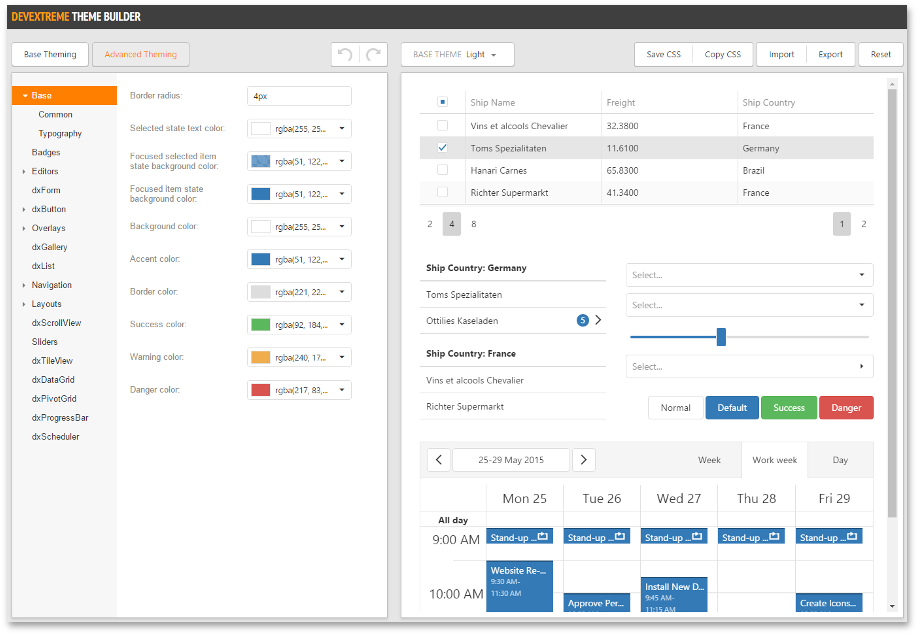 DEVEXTREME THEME BUILDER
Base Theming
Advanced Theming
BASE THEME Light
Save CSS
Copy CSS
Import
Export
Reset
Base
Common
Typography
Badges
Editors
dxForm
dxButton
Overlays
dxGallery
dxList
Navigation
Layouts
dxScrollView
Sliders
dxTileView
dxDataGrid
dxPivotGrid
dxProgressBar
dxScheduler
Border radius: 4px
Selected state text color: rgba(255, 25...
Focused selected item
state background color: rgba(51, 122,...
Focused item state
background color: rgba(51, 122,...
Background color: rgba(255, 25...
Accent color: rgba(51, 122,...
Border color: rgba(221, 22...
Success color: rgba(92, 184,...
Warning color: rgba(240, 17...
Danger color: rgba(217, 83,...
Ship Name Freight Ship Country
Vins et alcools Chevalier 32.3800 France
Toms Spezialitaten 11.6100 Germany
Hanari Carnes 65.8300 Brazil
Richter Supermarkt 41.3400 France
2 4 8 1 2
Ship Country: Germany
Toms Spezialitaten
Ottilies Kaseladen 5
Ship Country: France
Vins et alcools Chevalier
Richter Supermarkt
Select...
Select...
Select...
Normal Default Success Danger
25-29 May 2015 Week Work week Day
Mon 25 Tue 26 Wed 27 Thu 28 Fri 29
All day
9:00 AM Stand-up ... Stand-up ... Stand-up ... Stand-up ... Stand-up ...
Website Re-...
9:30 AM-
11:30 AM
10:00 AM
Approve Per...
Install New D...
9:45 AM-
11:15 AM
Create Icons...